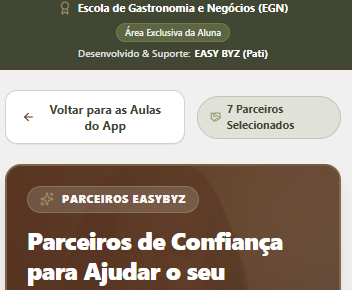 Escola de Gastronomia e Negócios (EGN)
Área Exclusiva da Aluna
Desenvolvido & Suporte: EASY BYZ (Pati)
Voltar para as Aulas
do App
7 Parceiros
Selecionados
PARCEIROS EASYBYZ
Parceiros de Confiança
para Ajudar o seu